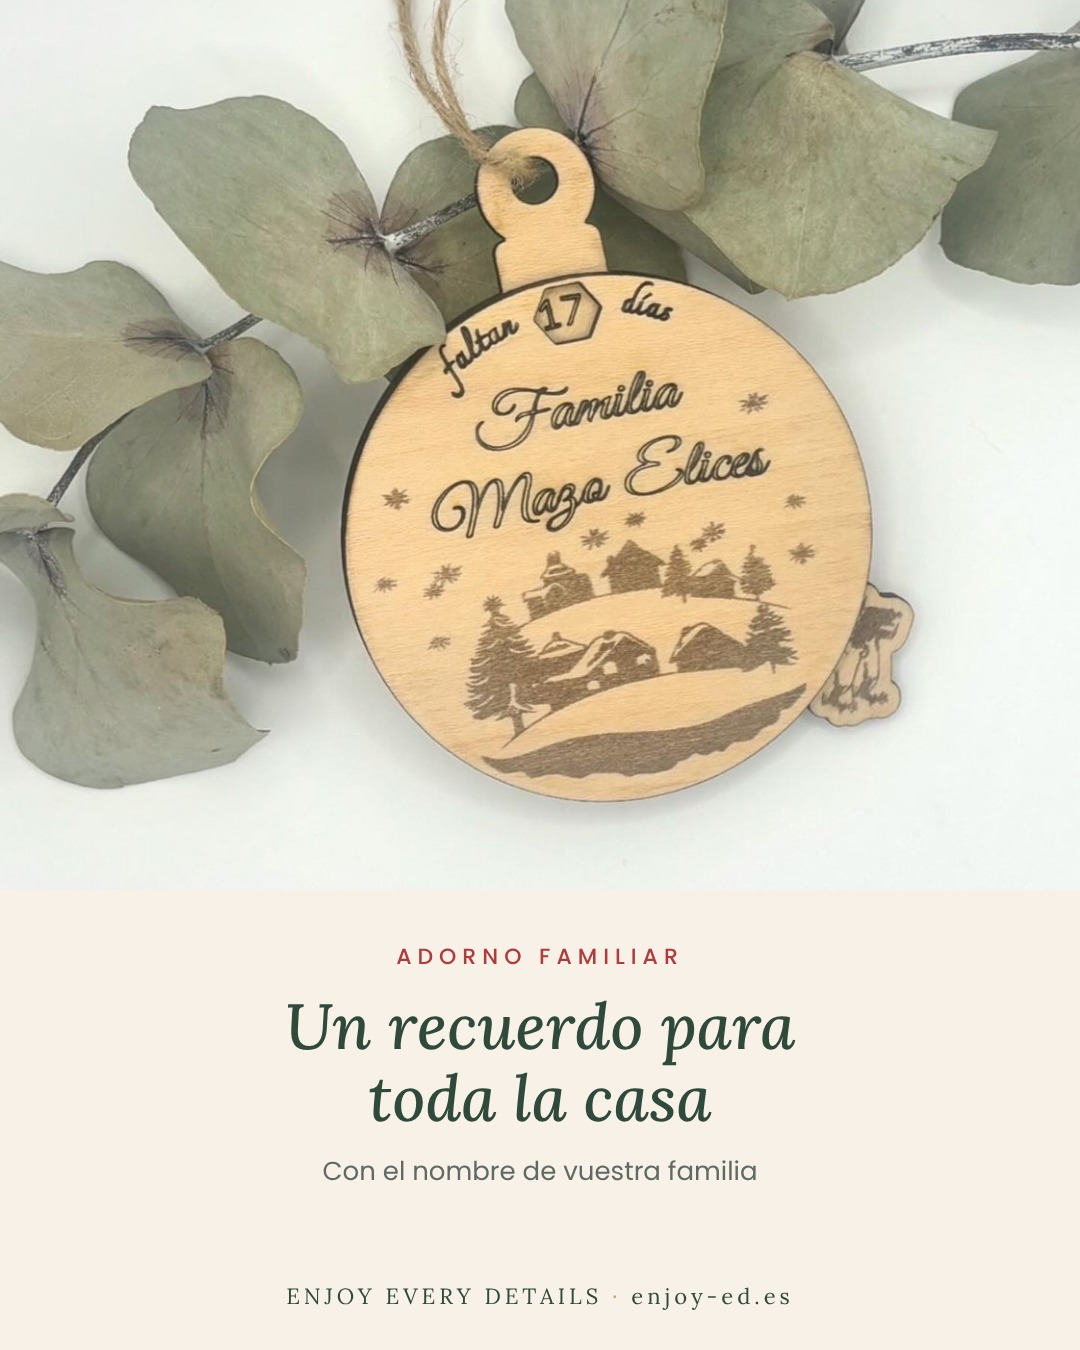 faltan 17 días
Familia
Mazo Elices
ADORNO FAMILIAR
Un recuerdo para
toda la casa
Con el nombre de vuestra familia
ENJOY EVERY DETAILS · enjoy-ed.es